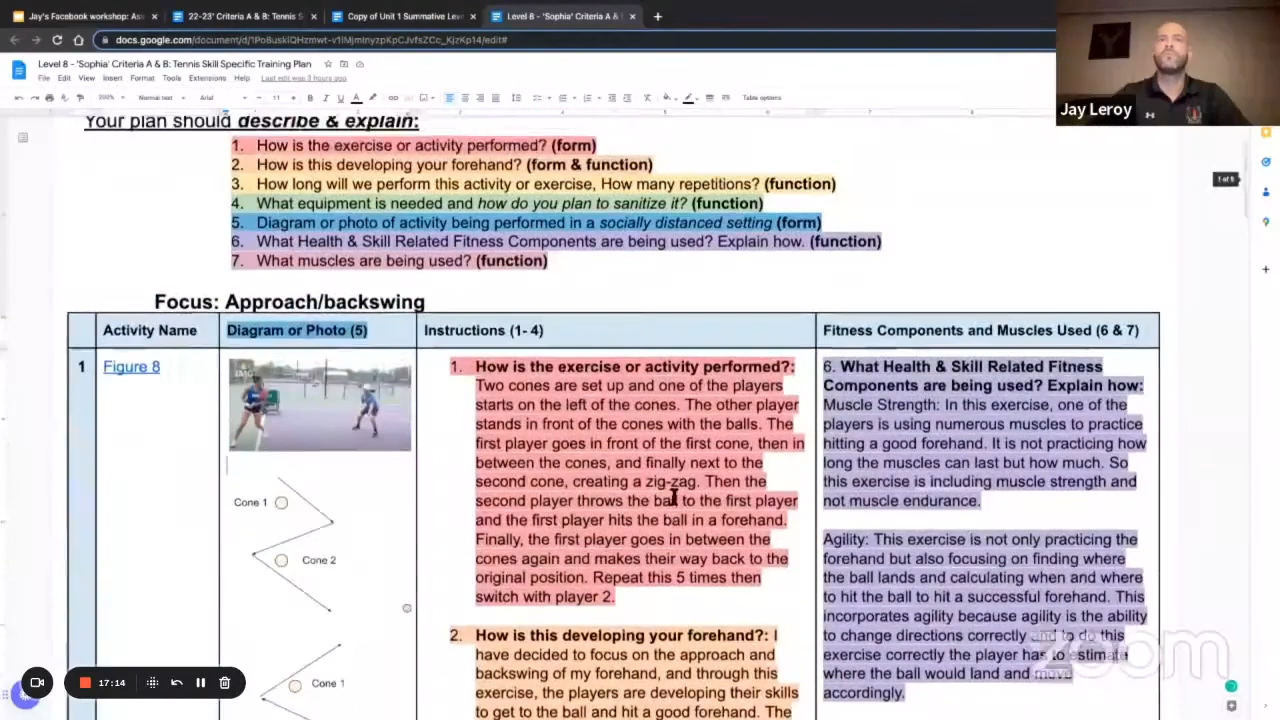 Jay's Facebook workshop: Ass
22-23' Criteria A & B: Tennis S
Copy of Unit 1 Summative Leve
Level 8 - 'Sophia' Criteria A & B
Level 8 - 'Sophia' Criteria A & B: Tennis Skill Specific Training Plan
File Edit View Insert Format Tools Extensions Help Last edit was 3 hours ago
200% Normal text Arial 11 Table options
Jay Leroy
Your plan should describe & explain:
1. How is the exercise or activity performed? (form)
2. How is this developing your forehand? (form & function)
3. How long will we perform this activity or exercise, How many repetitions? (function)
4. What equipment is needed and how do you plan to sanitize it? (function)
5. Diagram or photo of activity being performed in a socially distanced setting (form)
6. What Health & Skill Related Fitness Components are being used? Explain how. (function)
7. What muscles are being used? (function)
Focus: Approach/backswing
Activity Name
Diagram or Photo (5)
Instructions (1- 4)
Fitness Components and Muscles Used (6 & 7)
1
Figure 8
Cone 1
Cone 2
Cone 1
1. How is the exercise or activity performed?:
Two cones are set up and one of the players
starts on the left of the cones. The other player
stands in front of the cones with the balls. The
first player goes in front of the first cone, then in
between the cones, and finally next to the
second cone, creating a zig-zag. Then the
second player throws the ball to the first player
and the first player hits the ball in a forehand.
Finally, the first player goes in between the
cones again and makes their way back to the
original position. Repeat this 5 times then
switch with player 2.
2. How is this developing your forehand?: I
have decided to focus on the approach and
backswing of my forehand, and through this
exercise, the players are developing their skills
to get to the ball and hit a good forehand. The
6. What Health & Skill Related Fitness
Components are being used? Explain how:
Muscle Strength: In this exercise, one of the
players is using numerous muscles to practice
hitting a good forehand. It is not practicing how
long the muscles can last but how much. So
this exercise is including muscle strength and
not muscle endurance.
Agility: This exercise is not only practicing the
forehand but also focusing on finding where
the ball lands and calculating when and where
to hit the ball to hit a successful forehand. This
incorporates agility because agility is the ability
to change directions correctly and to do this
exercise correctly the player has to estimate
where the ball would land and move
accordingly.
17:14
zoom